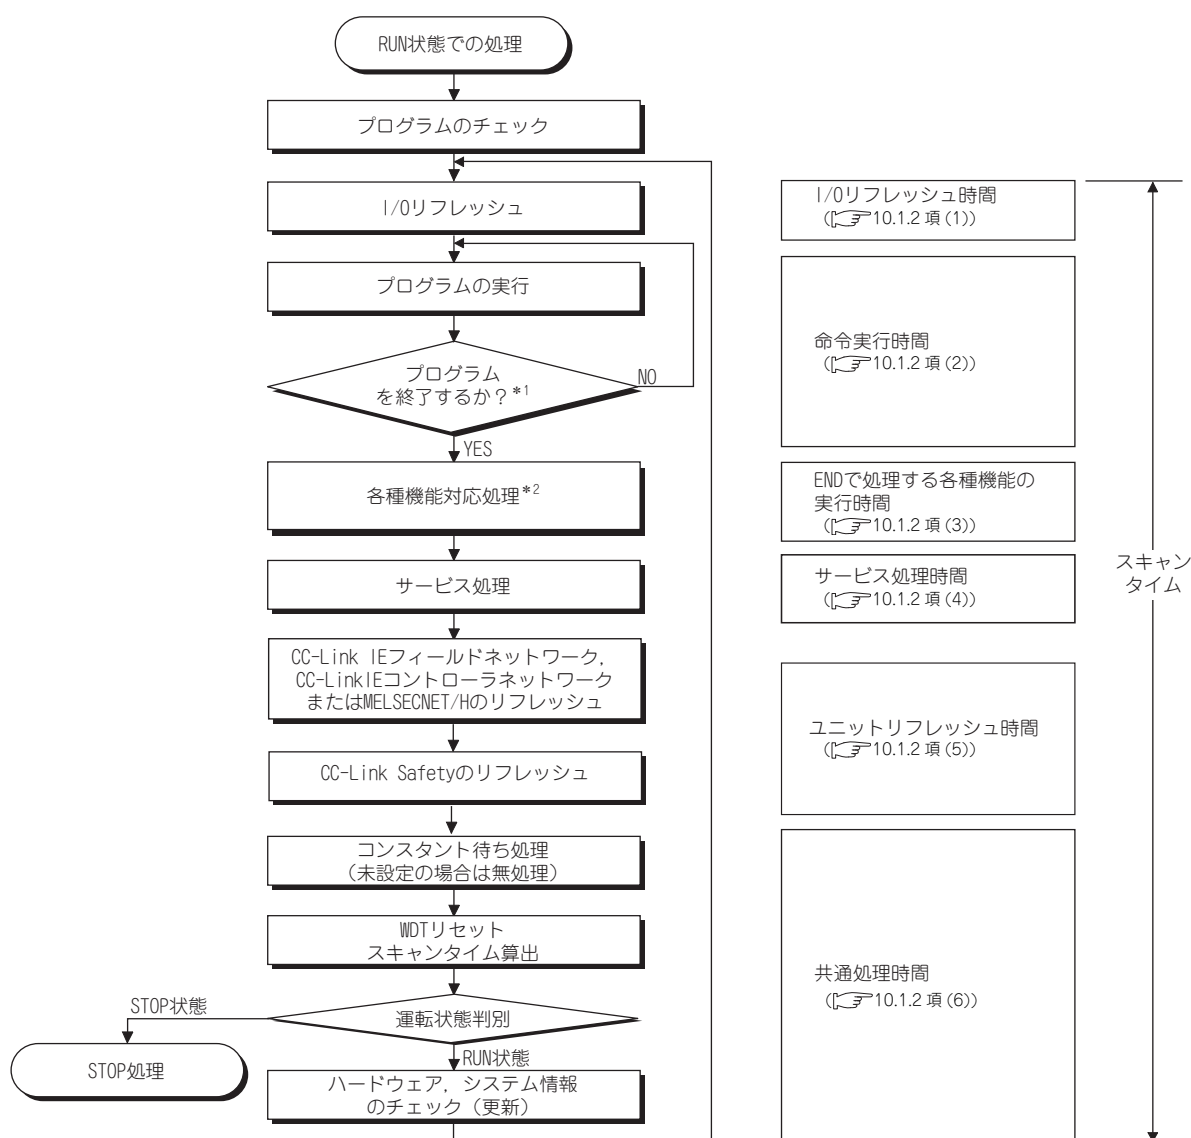 RUN状態での処理
プログラムのチェック
I/Oリフレッシュ
プログラムの実行
プログラム
を終了するか？*1
NO
YES
各種機能対応処理*2
サービス処理
CC-Link IEフィールドネットワーク，
CC-LinkIEコントローラネットワーク
またはMELSECNET/Hのリフレッシュ
CC-Link Safetyのリフレッシュ
コンスタント待ち処理
（未設定の場合は無処理）
WDTリセット
スキャンタイム算出
STOP状態
運転状態判別
STOP処理
RUN状態
ハードウェア，システム情報
のチェック（更新）
I/Oリフレッシュ時間
（10.1.2 項 (1)）
命令実行時間
（10.1.2 項 (2)）
ENDで処理する各種機能の
実行時間
（10.1.2 項 (3)）
サービス処理時間
（10.1.2 項 (4)）
ユニットリフレッシュ時間
（10.1.2 項 (5)）
共通処理時間
（10.1.2 項 (6)）
スキャン
タイム